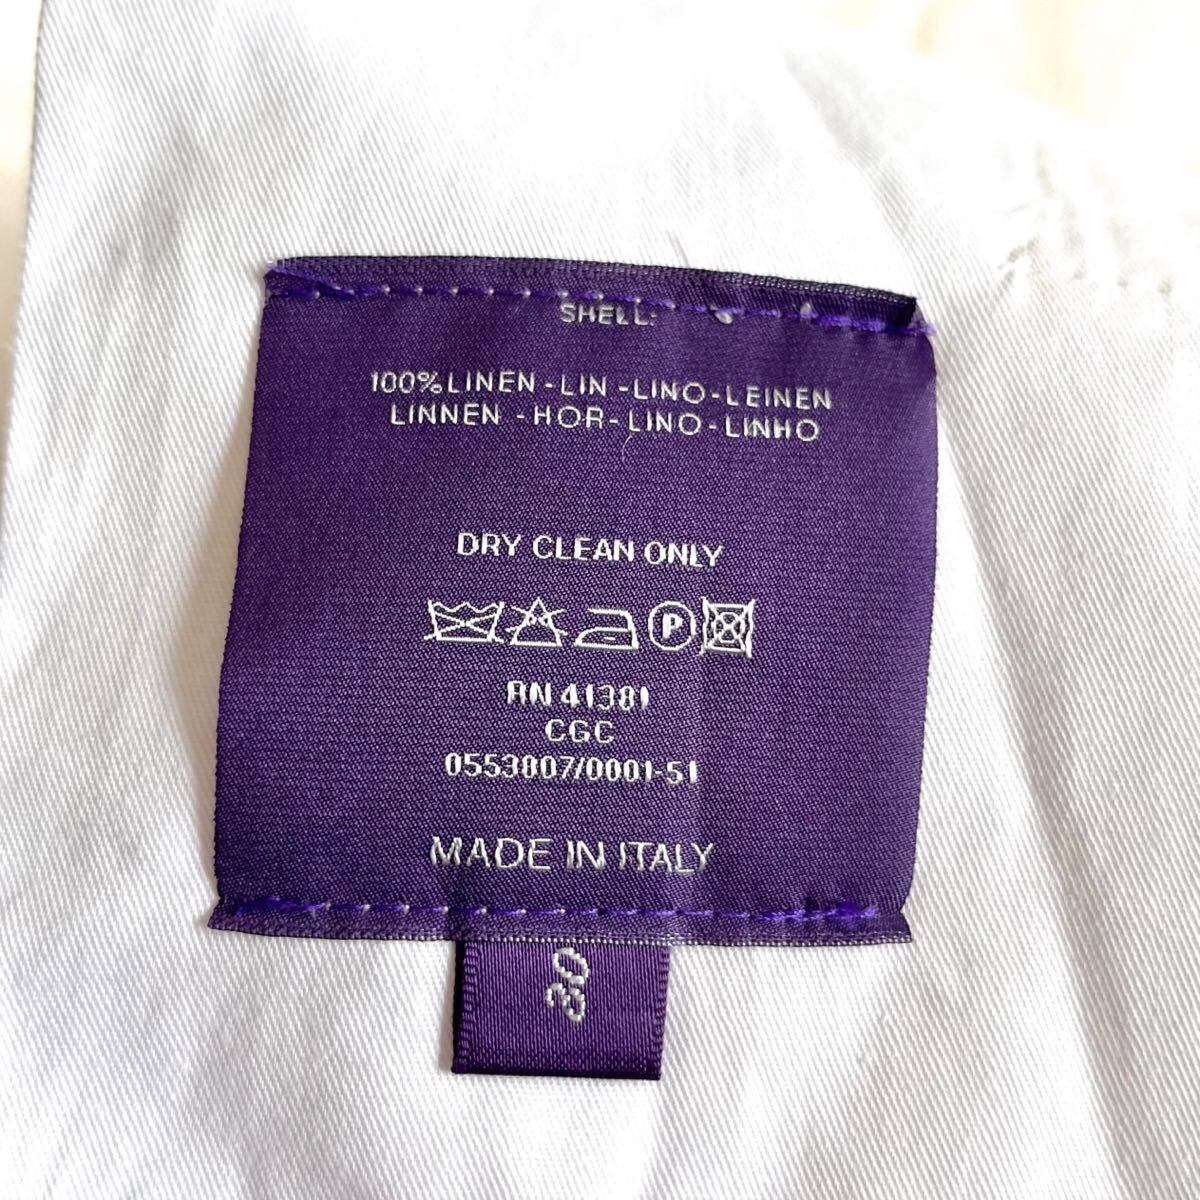 SHELL:
100% LINEN - LIN - LINO - LEINEN
LINNEN - HOR - LINO - LINHO
DRY CLEAN ONLY
P
RN 41381
CGC
0553807/0001-51
MADE IN ITALY
30